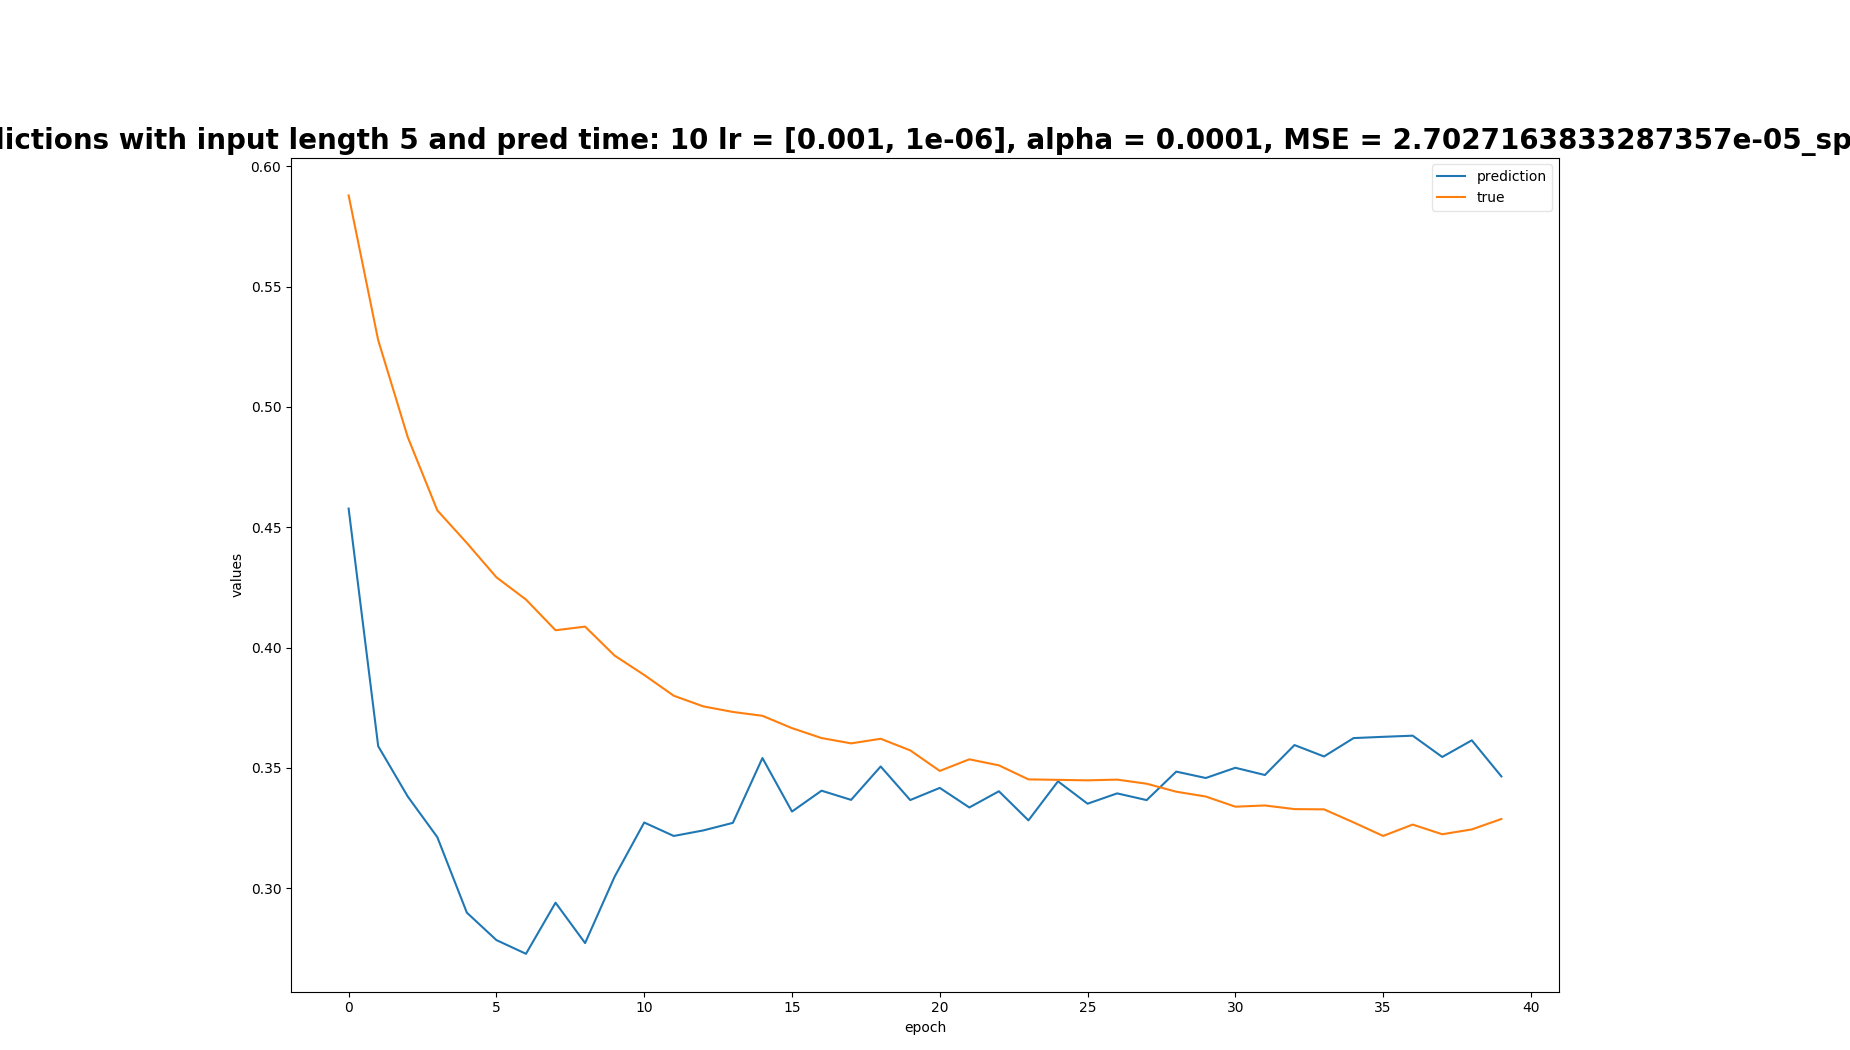 dictions with input length 5 and pred time: 10 lr = [0.001, 1e-06], alpha = 0.0001, MSE = 2.7027163833287357e-05_sp
prediction
true
0.60
0.55
0.50
0.45
0.40
0.35
0.30
values
0 5 10 15 20 25 30 35 40
epoch